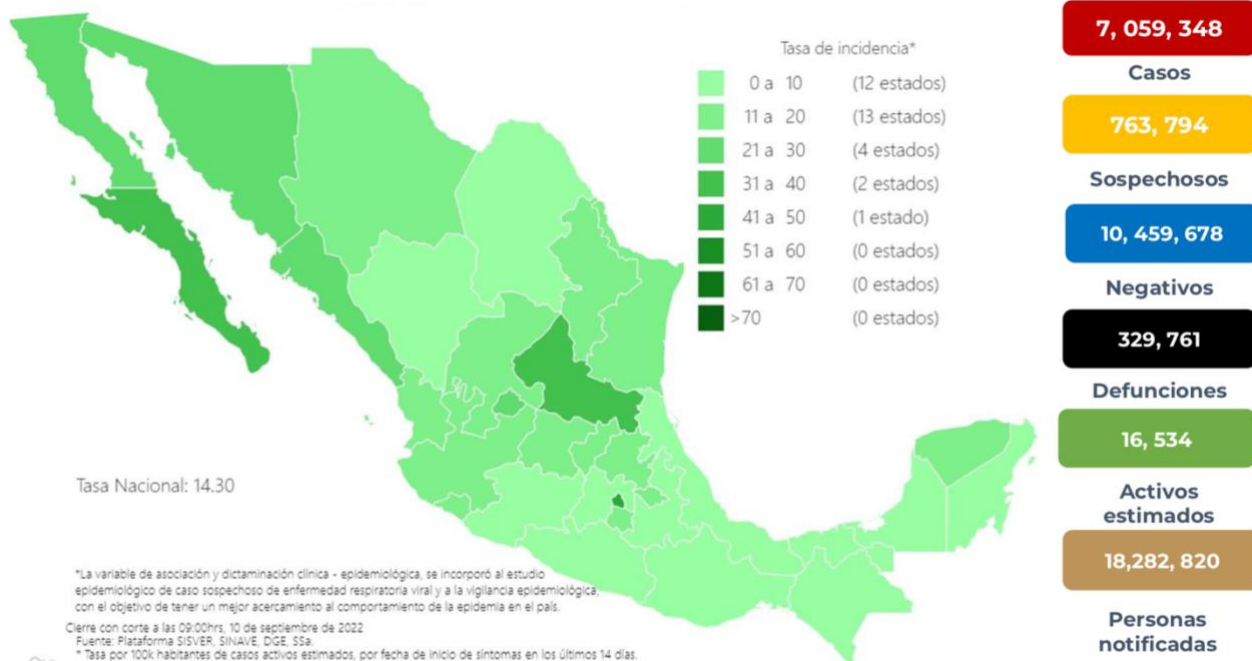 Tasa de incidencia*
0 a 10 (12 estados)
11 a 20 (13 estados)
21 a 30 (4 estados)
31 a 40 (2 estados)
41 a 50 (1 estado)
51 a 60 (0 estados)
61 a 70 (0 estados)
>70 (0 estados)
Tasa Nacional: 14.30
*La variable de asociación y dictaminación clínica - epidemiológica, se incorporó al estudio
epidemiológico de caso sospechoso de enfermedad respiratoria viral y a la vigilancia epidemiológica,
con el objetivo de tener un mejor acercamiento al comportamiento de la epidemia en el país.
Cierre con corte a las 09:00hrs, 10 de septiembre de 2022
Fuente: Plataforma SISVER, SINAVE, DGE, SSa.
* Tasa por 100k habitantes de casos activos estimados, por fecha de inicio de síntomas en los últimos 14 días.
7, 059, 348
Casos
763, 794
Sospechosos
10, 459, 678
Negativos
329, 761
Defunciones
16, 534
Activos
estimados
18,282, 820
Personas
notificadas